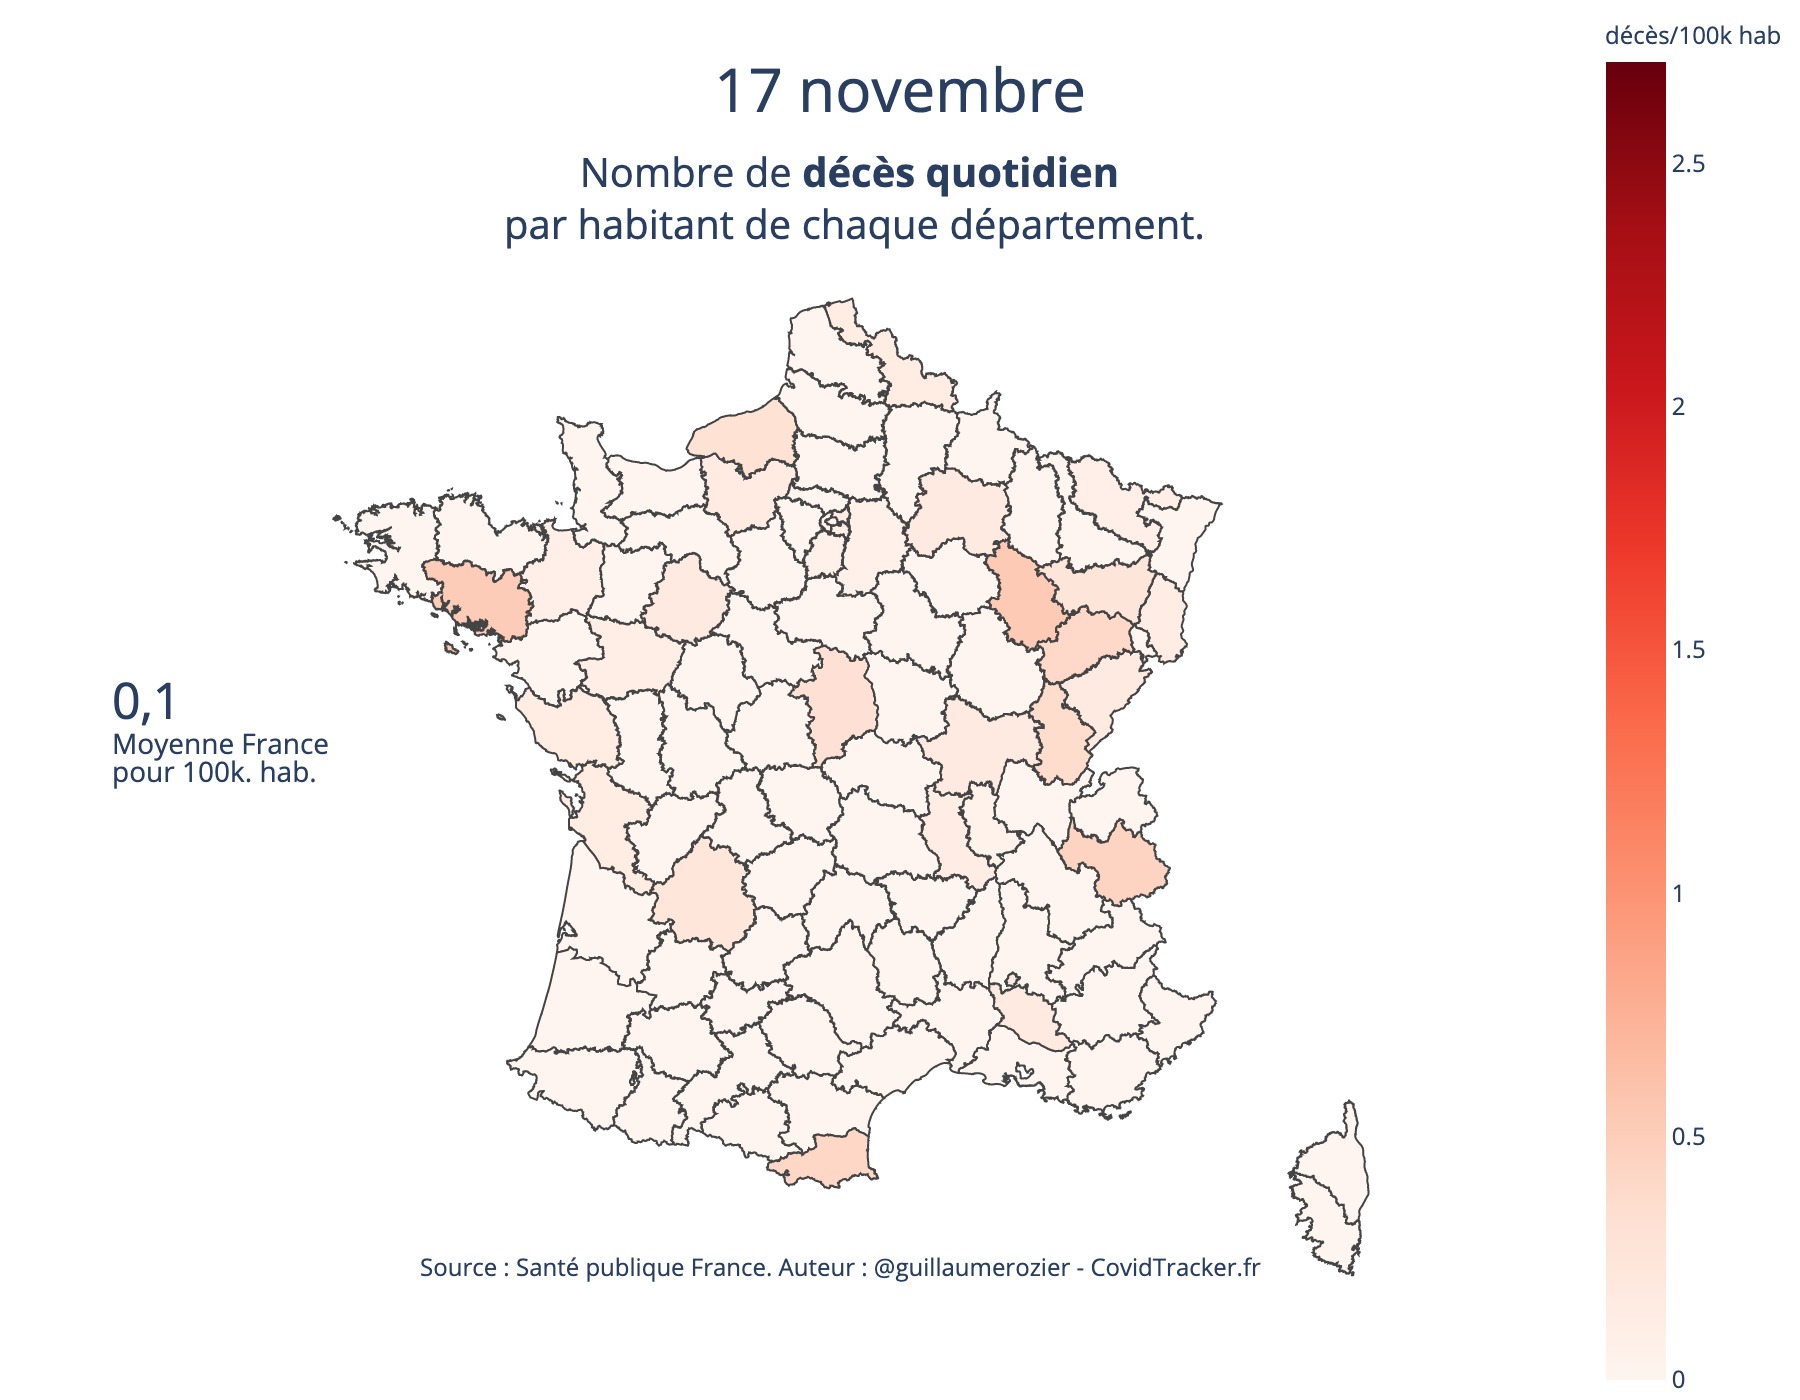 décès/100k hab
17 novembre
Nombre de décès quotidien
par habitant de chaque département.
2.5
2
1.5
1
0.5
0
0,1
Moyenne France
pour 100k. hab.
Source : Santé publique France. Auteur : @guillaumerozier - CovidTracker.fr